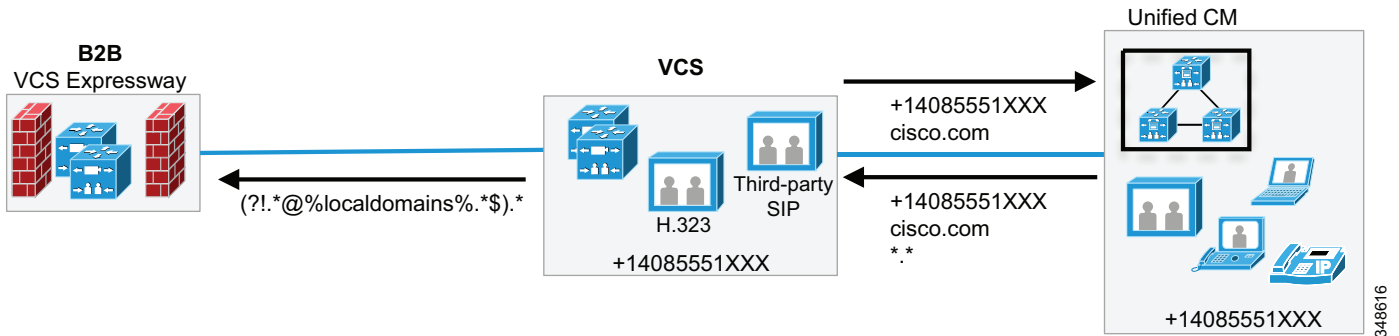 B2B
VCS Expressway
(?!.*@%localdomains%.*$).*
VCS
H.323
Third-party
SIP
+14085551XXX
+14085551XXX
cisco.com
+14085551XXX
cisco.com
*.*
Unified CM
IP
+14085551XXX
348616